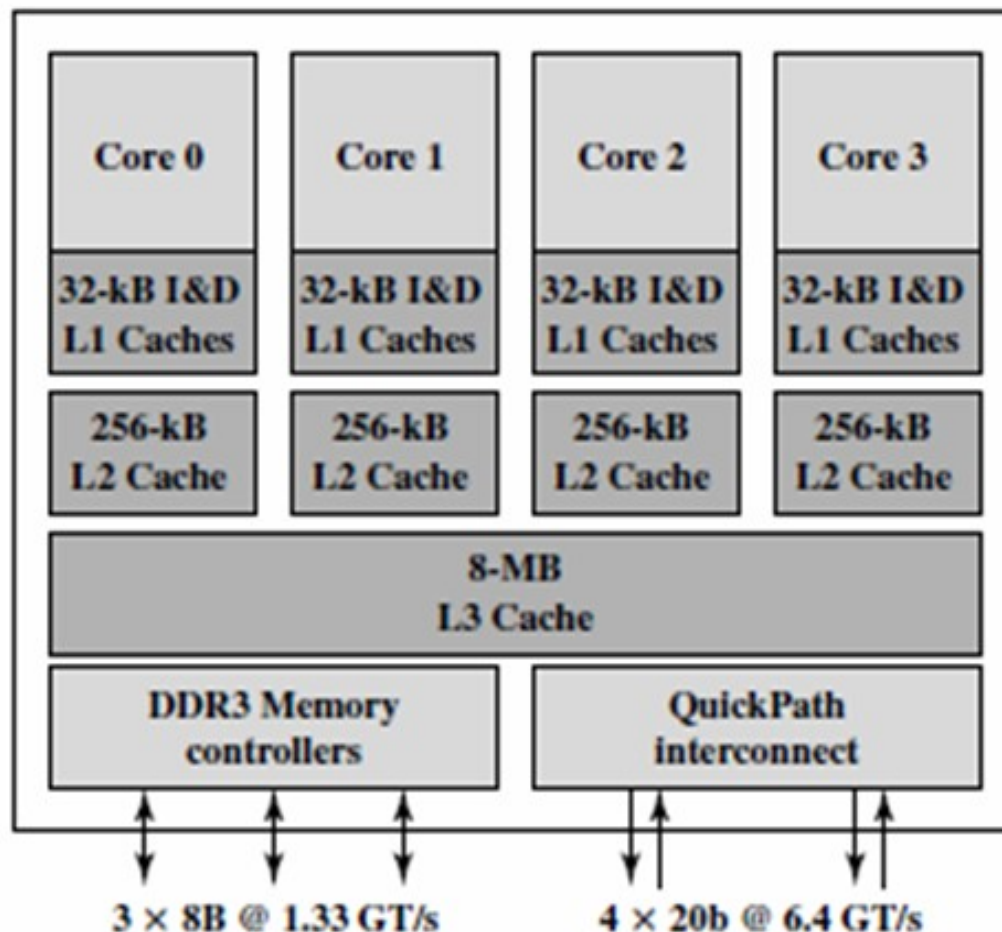 Core 0
Core 1
Core 2
Core 3
32-kB I&D
L1 Caches
32-kB I&D
L1 Caches
32-kB I&D
L1 Caches
32-kB I&D
L1 Caches
256-kB
L2 Cache
256-kB
L2 Cache
256-kB
L2 Cache
256-kB
L2 Cache
8-MB
L3 Cache
DDR3 Memory
controllers
QuickPath
interconnect
3 × 8B @ 1.33 GT/s
4 × 20b @ 6.4 GT/s